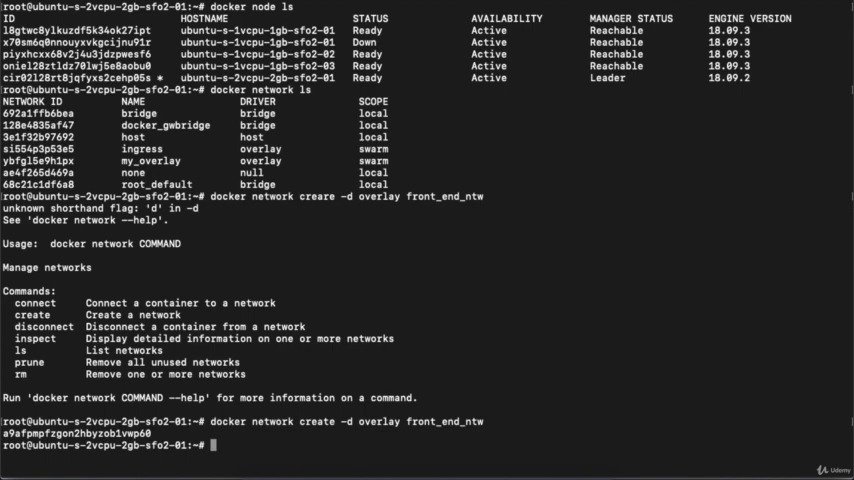 root@ubuntu-s-2vcpu-2gb-sfo2-01:~# docker node ls
ID HOSTNAME STATUS AVAILABILITY MANAGER STATUS ENGINE VERSION
l8gtwc8ylkuzdf5k34ok27ipt ubuntu-s-1vcpu-1gb-sfo2-01 Ready Active Reachable 18.09.3
x70sm6q0nnouyxvkgcijnu91r ubuntu-s-1vcpu-1gb-sfo2-01 Down Active Reachable 18.09.3
piyxhcxx68v2j4u3jdzpwesf6 ubuntu-s-1vcpu-1gb-sfo2-02 Ready Active Reachable 18.09.3
oniel28ztldz70lwj5e8aobu0 ubuntu-s-1vcpu-1gb-sfo2-03 Ready Active Reachable 18.09.3
cir02l28rt8jqfyxs2cehp05s * ubuntu-s-2vcpu-2gb-sfo2-01 Ready Active Leader 18.09.2
root@ubuntu-s-2vcpu-2gb-sfo2-01:~# docker network ls
NETWORK ID NAME DRIVER SCOPE
692a1ffb6bea bridge bridge local
128e4835af47 docker_gwbridge bridge local
3e1f32b97692 host host local
si554p3p53e5 ingress overlay swarm
ybfgl5e9h1px my_overlay overlay swarm
ae4f265d469a none null local
68c21c1df6a8 root_default bridge local
root@ubuntu-s-2vcpu-2gb-sfo2-01:~# docker network creare -d overlay front_end_ntw
unknown shorthand flag: 'd' in -d
See 'docker network --help'.
Usage: docker network COMMAND
Manage networks
Commands:
connect Connect a container to a network
create Create a network
disconnect Disconnect a container from a network
inspect Display detailed information on one or more networks
ls List networks
prune Remove all unused networks
rm Remove one or more networks
Run 'docker network COMMAND --help' for more information on a command.
root@ubuntu-s-2vcpu-2gb-sfo2-01:~# docker network create -d overlay front_end_ntw
a9afpmpfzgon2hbyzob1vwp60
root@ubuntu-s-2vcpu-2gb-sfo2-01:~#
Udemy